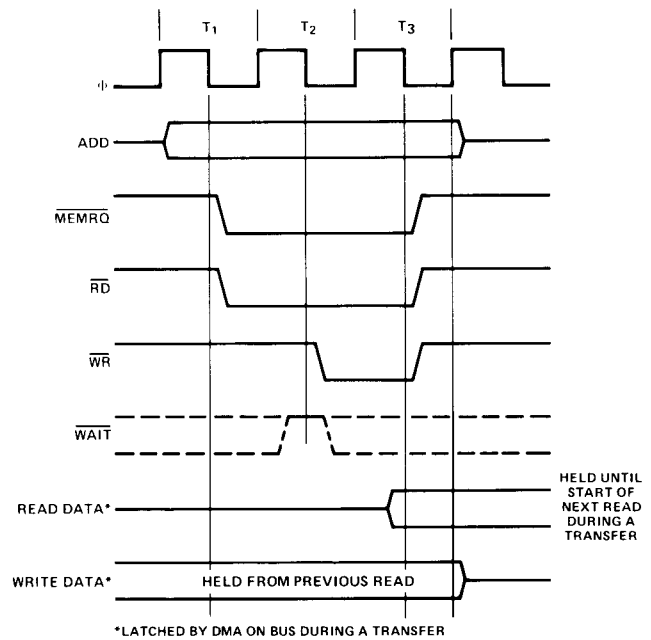 T1 T2 T3
Φ
ADD
MEMRQ
RD
WR
WAIT
HELD UNTIL
START OF
NEXT READ
DURING A
TRANSFER
READ DATA*
WRITE DATA* HELD FROM PREVIOUS READ
*LATCHED BY DMA ON BUS DURING A TRANSFER